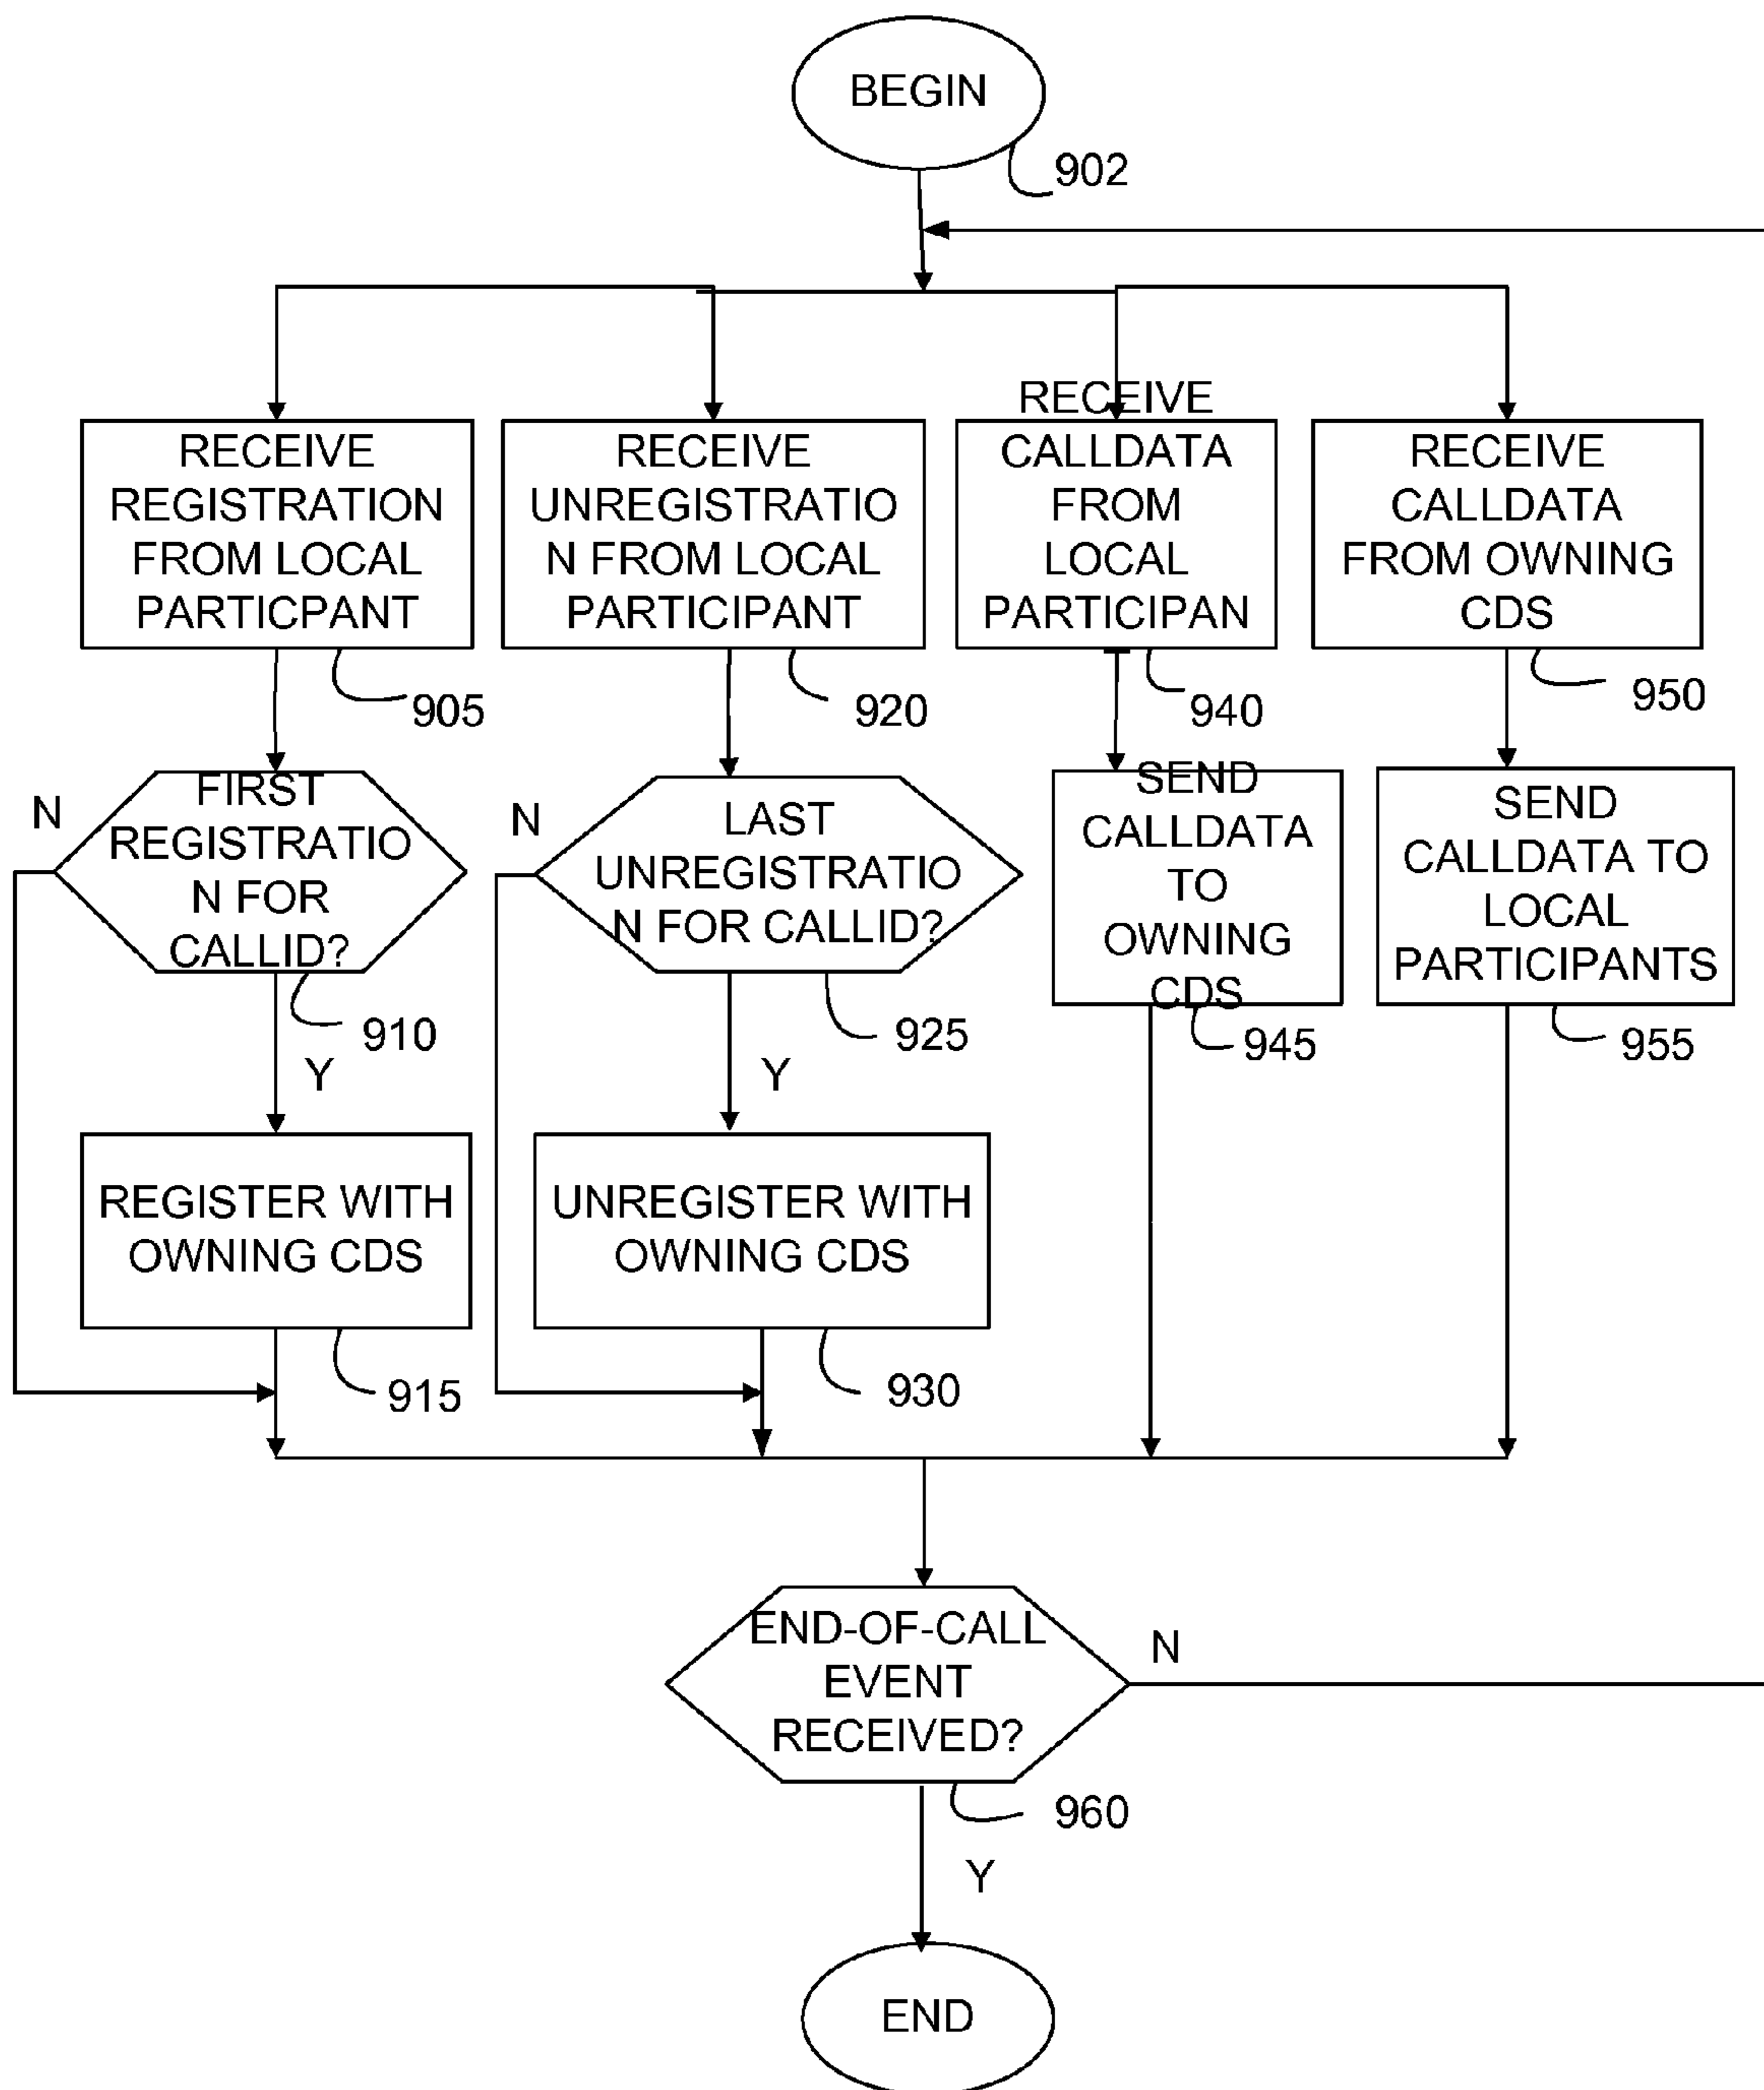 BEGIN
902
RECEIVE
REGISTRATION
FROM LOCAL
PARTICPANT
905
RECEIVE
UNREGISTRATIO
N FROM LOCAL
PARTICIPANT
920
RECEIVE
CALLDATA
FROM
LOCAL
PARTICIPAN
940
RECEIVE
CALLDATA
FROM OWNING
CDS
950
N
FIRST
REGISTRATIO
N FOR
CALLID?
910
Y
N
LAST
UNREGISTRATIO
N FOR CALLID?
925
Y
SEND
CALLDATA
TO
OWNING
CDS
945
SEND
CALLDATA TO
LOCAL
PARTICIPANTS
955
REGISTER WITH
OWNING CDS
915
UNREGISTER WITH
OWNING CDS
930
END-OF-CALL
EVENT
RECEIVED?
N
960
Y
END